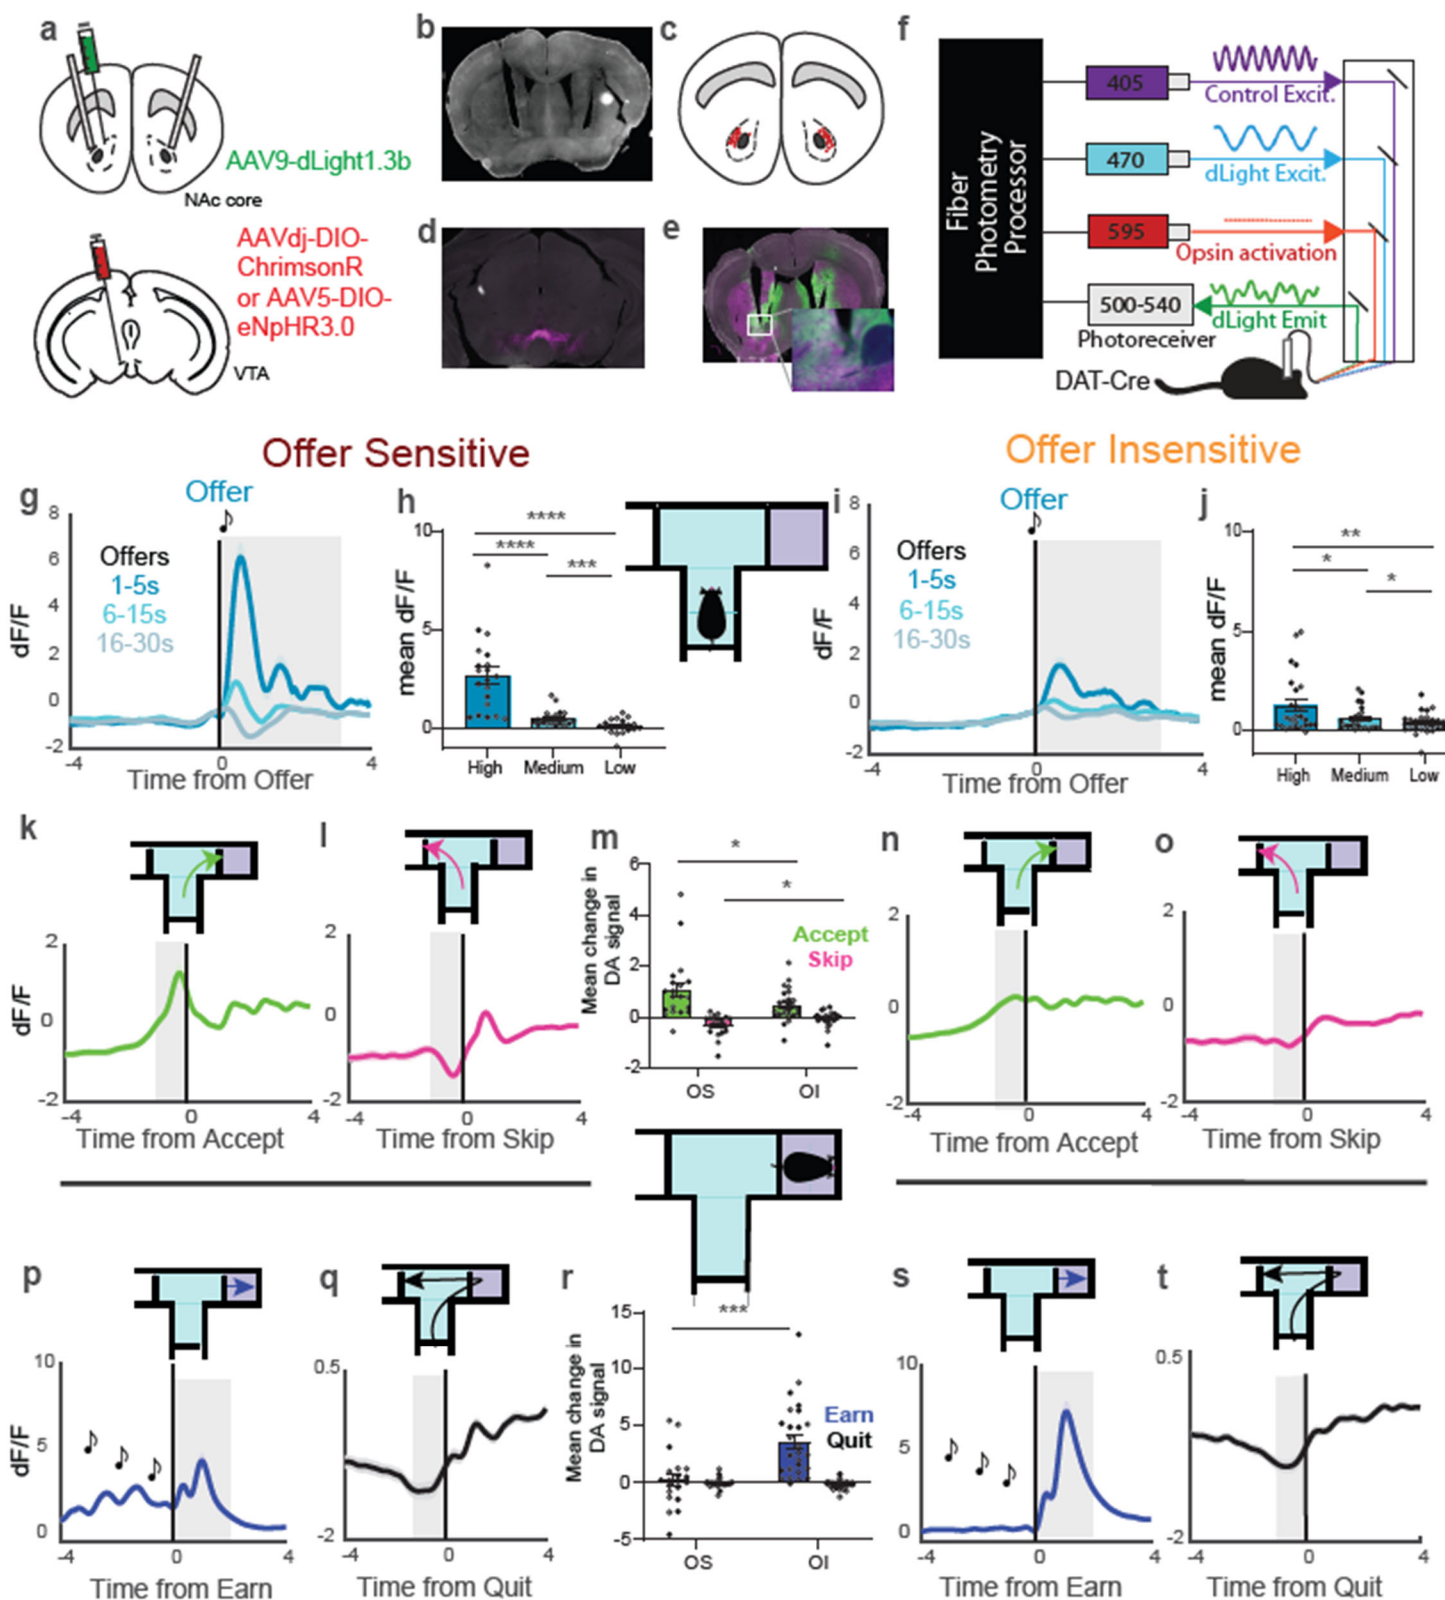 a
b
c
f
AAV9-dLight1.3b
NAc core
AAVdj-DIO-
ChrimsonR
or AAV5-DIO-
eNpHR3.0
VTA
d
e
Fiber
Photometry
Processor
405
Control Excit.
470
dLight Excit.
595
Opsin activation
500-540
dLight Emit
Photoreceiver
DAT-Cre
Offer Sensitive
Offer Insensitive
g
Offer
8
6
4
2
0
-2
dF/F
Offers
1-5s
6-15s
16-30s
-4
0
4
Time from Offer
h
****
****
***
10
5
0
mean dF/F
High
Medium
Low
i
Offer
8
6
4
2
0
-2
dF/F
Offers
1-5s
6-15s
16-30s
-4
0
4
Time from Offer
j
**
*
*
10
5
0
mean dF/F
High
Medium
Low
k
2
0
-2
dF/F
-4
0
4
Time from Accept
l
2
0
-2
-4
0
4
Time from Skip
m
*
*
6
4
2
0
-2
Mean change in
DA signal
Accept
Skip
OS
OI
n
2
0
-2
-4
0
4
Time from Accept
o
2
0
-2
-4
0
4
Time from Skip
p
10
5
0
dF/F
-4
0
4
Time from Earn
q
0.5
-2
-4
0
4
Time from Quit
r
***
15
10
5
0
-5
Mean change in
DA signal
Earn
Quit
OS
OI
s
10
5
0
-4
0
4
Time from Earn
t
0.5
-2
-4
0
4
Time from Quit